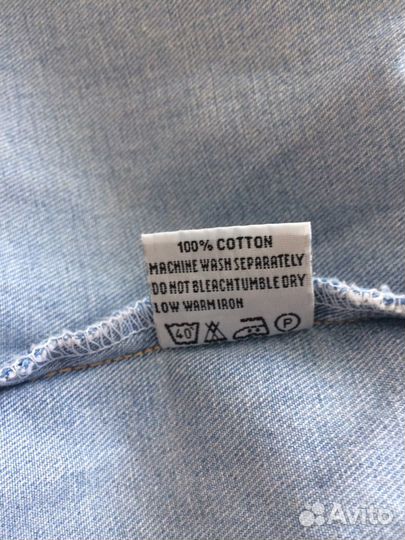 100% COTTON
MACHINE WASH SEPARATELY
DO NOT BLEACHTUMBLE DRY
LOW WARM IRON
40 P
Avito